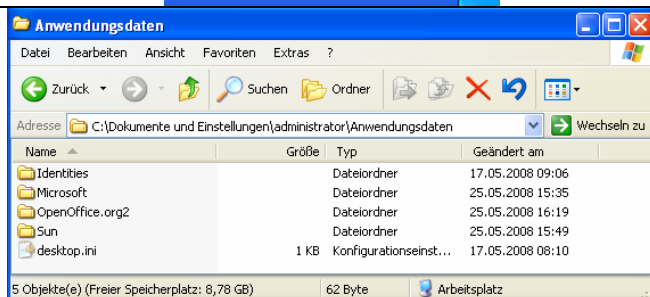 Anwendungsdaten
Datei Bearbeiten Ansicht Favoriten Extras ?
Zurück Suchen Ordner
Adresse C:\Dokumente und Einstellungen\administrator\Anwendungsdaten Wechseln zu
Name Größe Typ Geändert am
Identities Dateiordner 17.05.2008 09:06
Microsoft Dateiordner 25.05.2008 15:35
OpenOffice.org2 Dateiordner 25.05.2008 16:19
Sun Dateiordner 25.05.2008 15:49
desktop.ini 1 KB Konfigurationseinst... 17.05.2008 08:10
5 Objekte(e) (Freier Speicherplatz: 8,78 GB) 62 Byte Arbeitsplatz